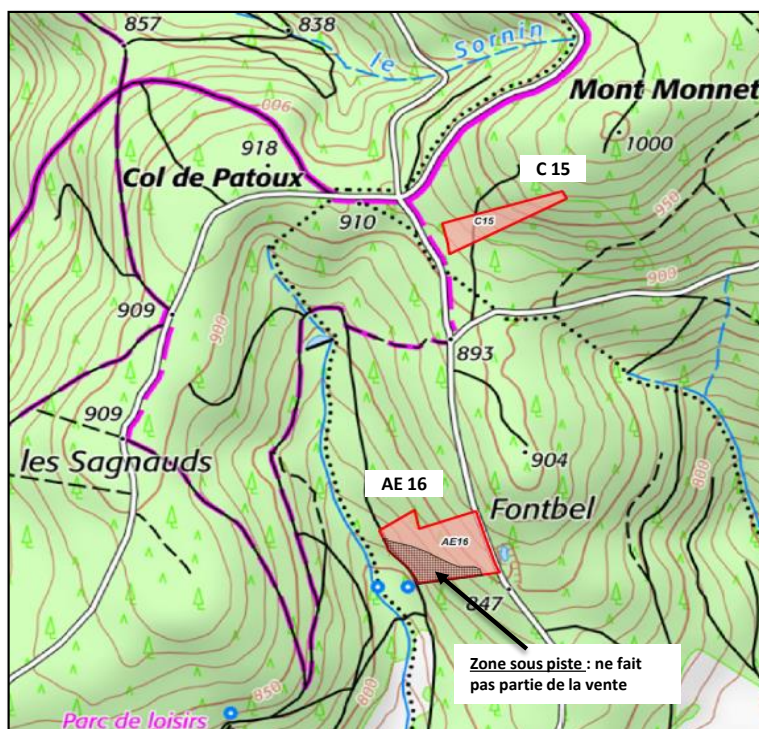 857
838
le Sornin
Mont Monnet
900
1000
918
C 15
Col de Patoux
950
910
C15
900
909
900
893
909
904
les Sagnauds
800
AE 16
Fontbel
AE16
847
Zone sous piste : ne fait
pas partie de la vente
850
800
Parc de loisirs